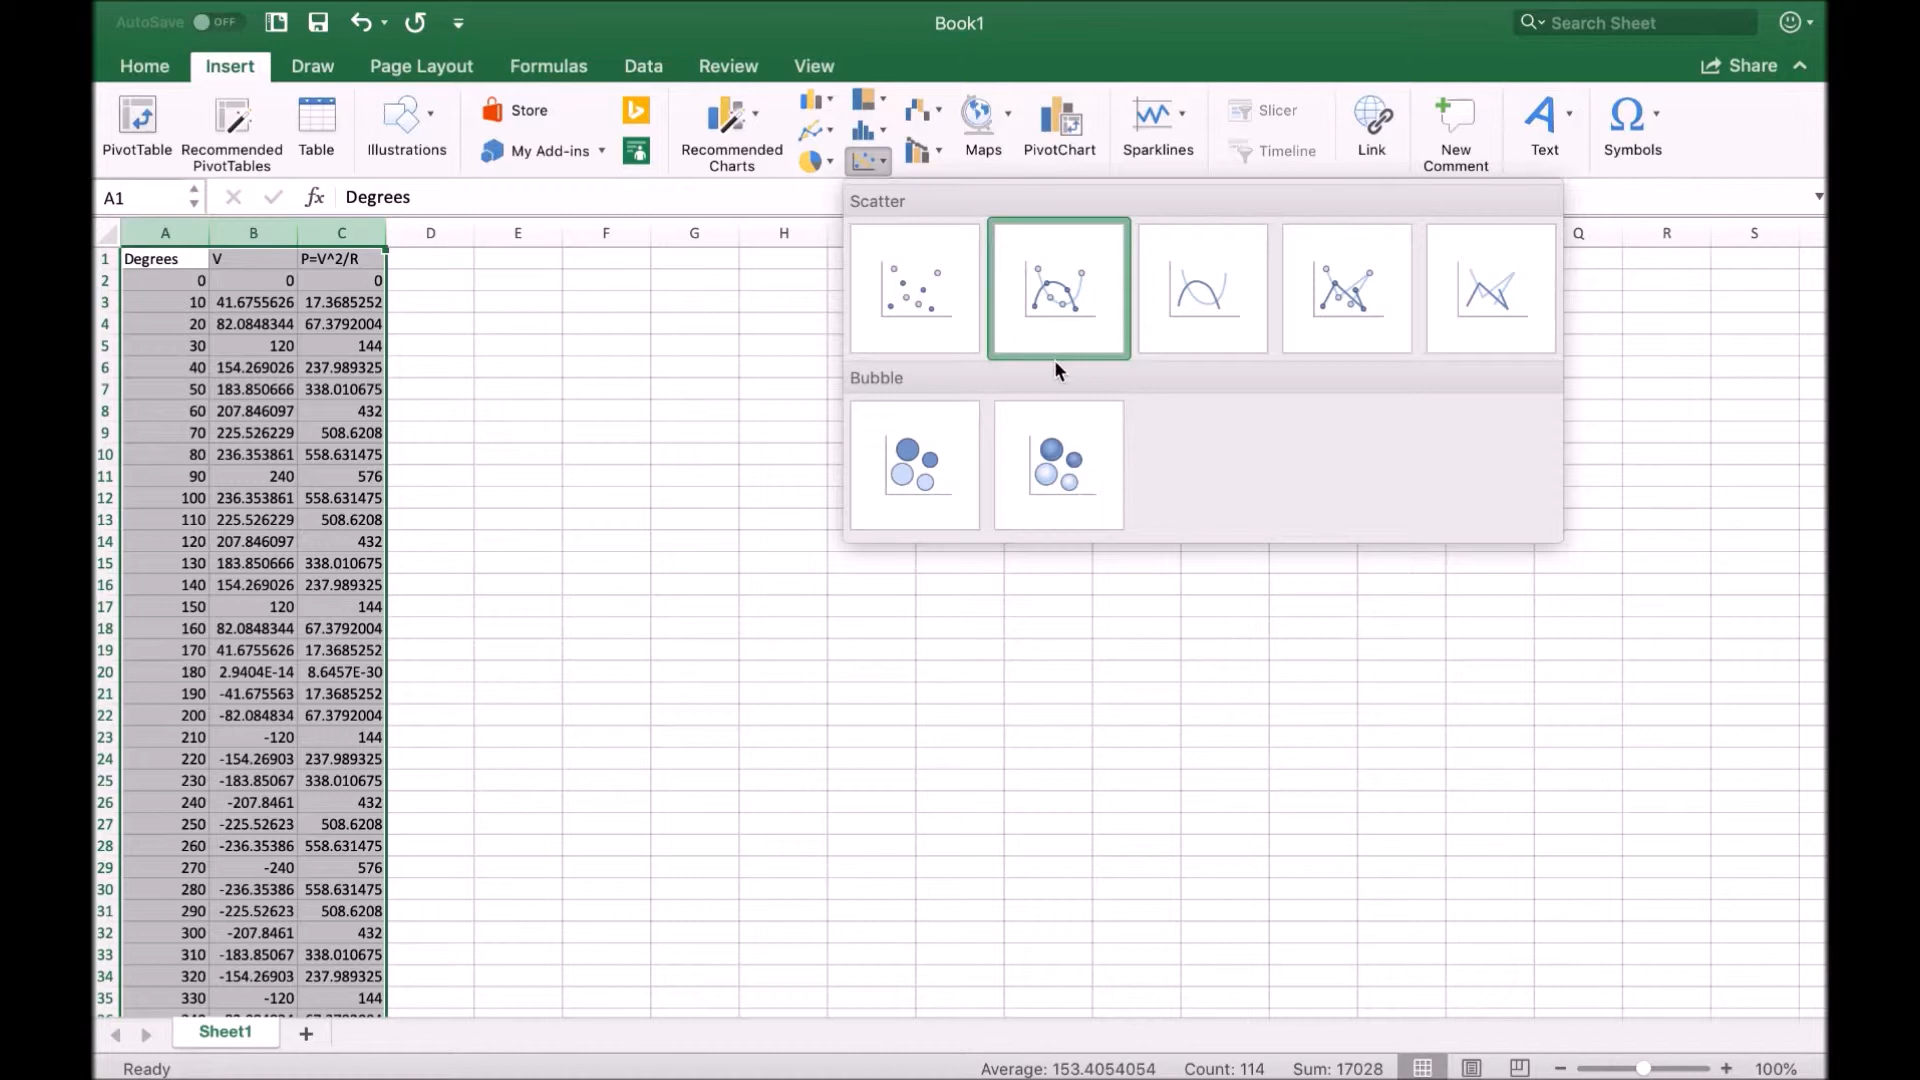 AutoSave OFF Book1 Search Sheet
Home Insert Draw Page Layout Formulas Data Review View Share
PivotTable Recommended PivotTables Table Illustrations Store My Add-ins Recommended Charts Maps PivotChart Sparklines Slicer Timeline Link New Comment Text Symbols
A1 fx Degrees
Scatter
Bubble
A B C D E F G H Q R S
1 Degrees V P=V^2/R
2 0 0 0
3 10 41.6755626 17.3685252
4 20 82.0848344 67.3792004
5 30 120 144
6 40 154.269026 237.989325
7 50 183.850666 338.010675
8 60 207.846097 432
9 70 225.526229 508.6208
10 80 236.353861 558.631475
11 90 240 576
12 100 236.353861 558.631475
13 110 225.526229 508.6208
14 120 207.846097 432
15 130 183.850666 338.010675
16 140 154.269026 237.989325
17 150 120 144
18 160 82.0848344 67.3792004
19 170 41.6755626 17.3685252
20 180 2.9404E-14 8.6457E-30
21 190 -41.675563 17.3685252
22 200 -82.084834 67.3792004
23 210 -120 144
24 220 -154.26903 237.989325
25 230 -183.85067 338.010675
26 240 -207.8461 432
27 250 -225.52623 508.6208
28 260 -236.35386 558.631475
29 270 -240 576
30 280 -236.35386 558.631475
31 290 -225.52623 508.6208
32 300 -207.8461 432
33 310 -183.85067 338.010675
34 320 -154.26903 237.989325
35 330 -120 144
Sheet1
Ready Average: 153.4054054 Count: 114 Sum: 17028 100%